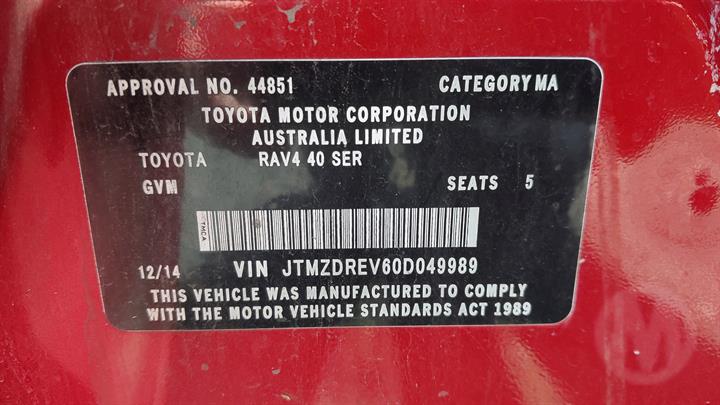 APPROVAL NO. 44851 CATEGORY MA
TOYOTA MOTOR CORPORATION
AUSTRALIA LIMITED
TOYOTA RAV4 40 SER
GVM SEATS 5
TMCA
12/14 VIN JTMZDREV60D049989
THIS VEHICLE WAS MANUFACTURED TO COMPLY
WITH THE MOTOR VEHICLE STANDARDS ACT 1989
M